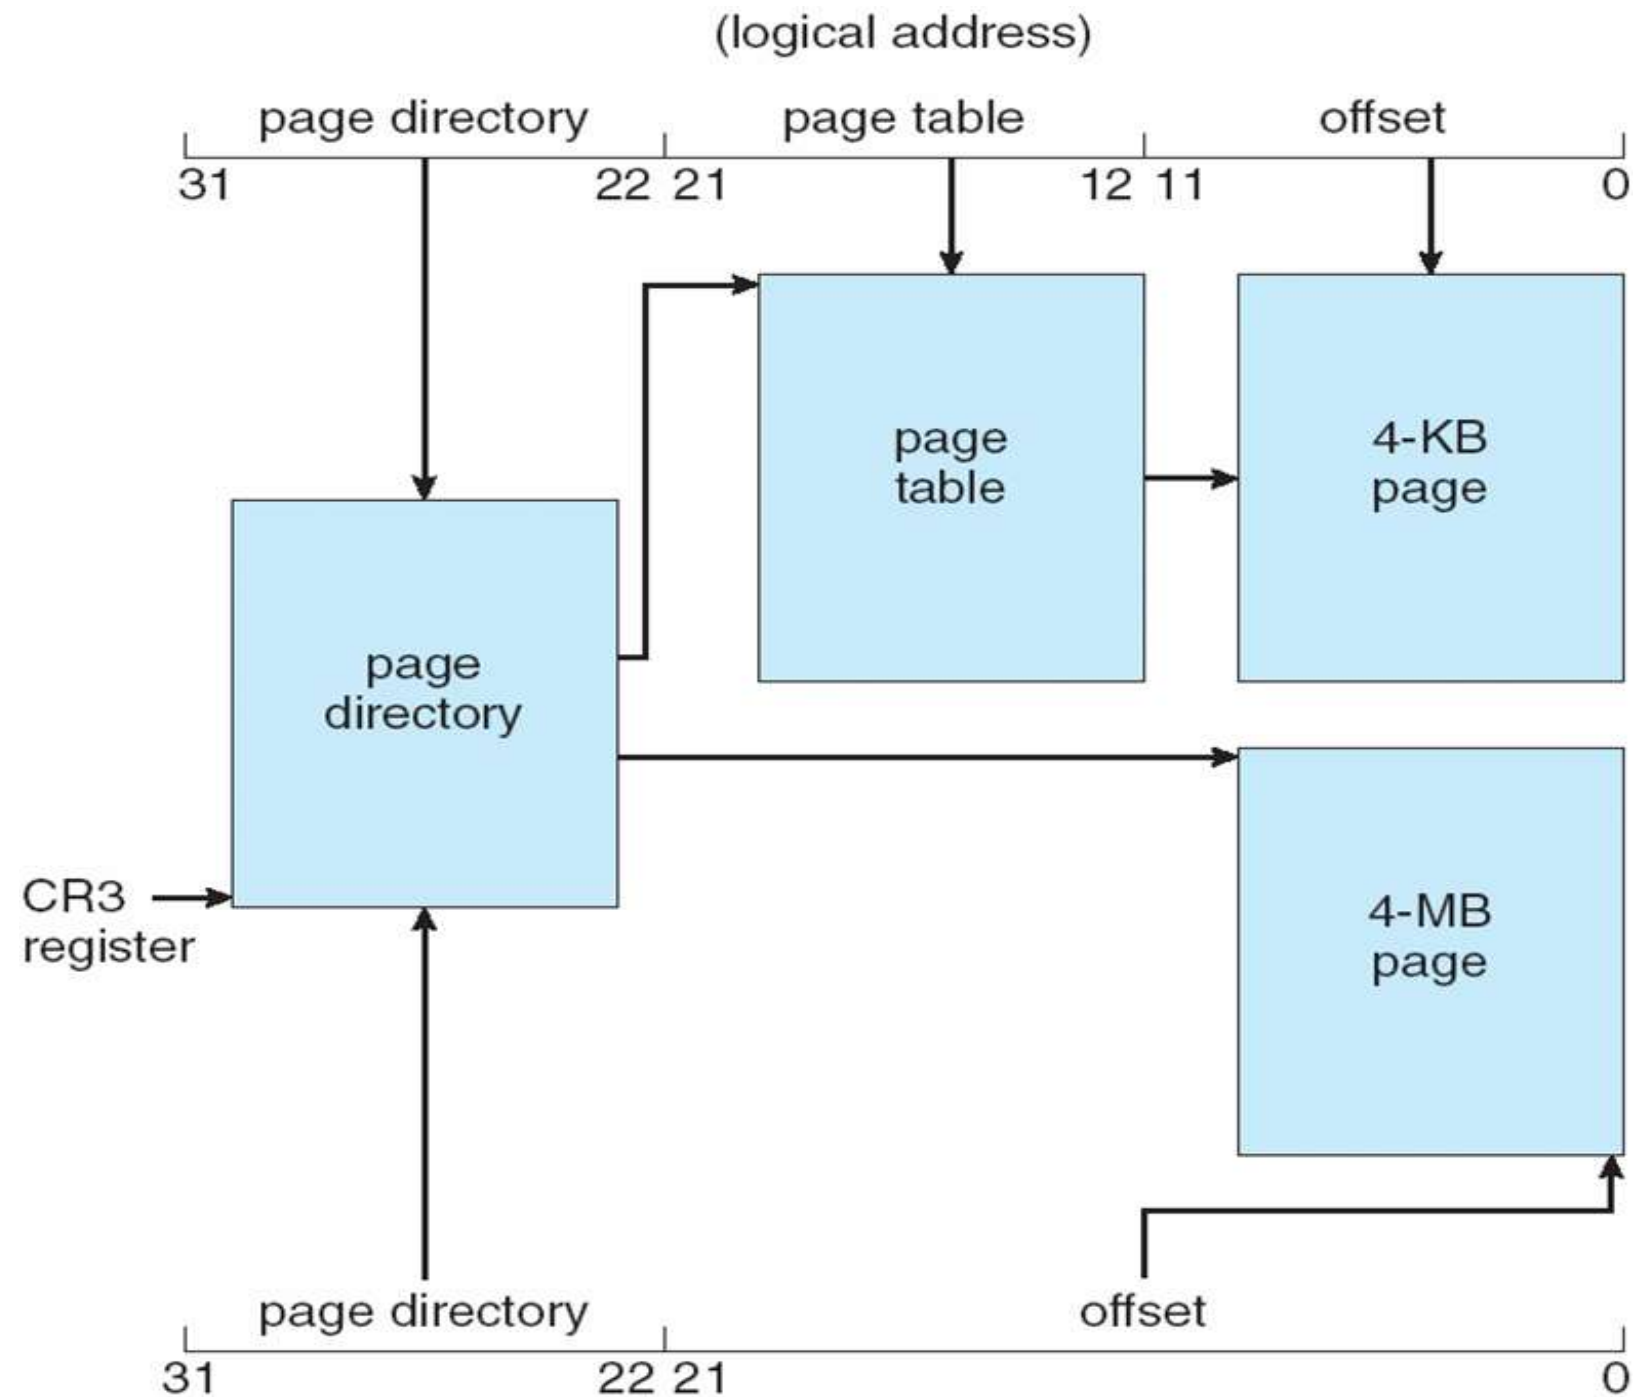 (logical address)
page directory page table offset
31 22 21 12 11 0
page
table
4-KB
page
page
directory
CR3
register
4-MB
page
page directory offset
31 22 21 0